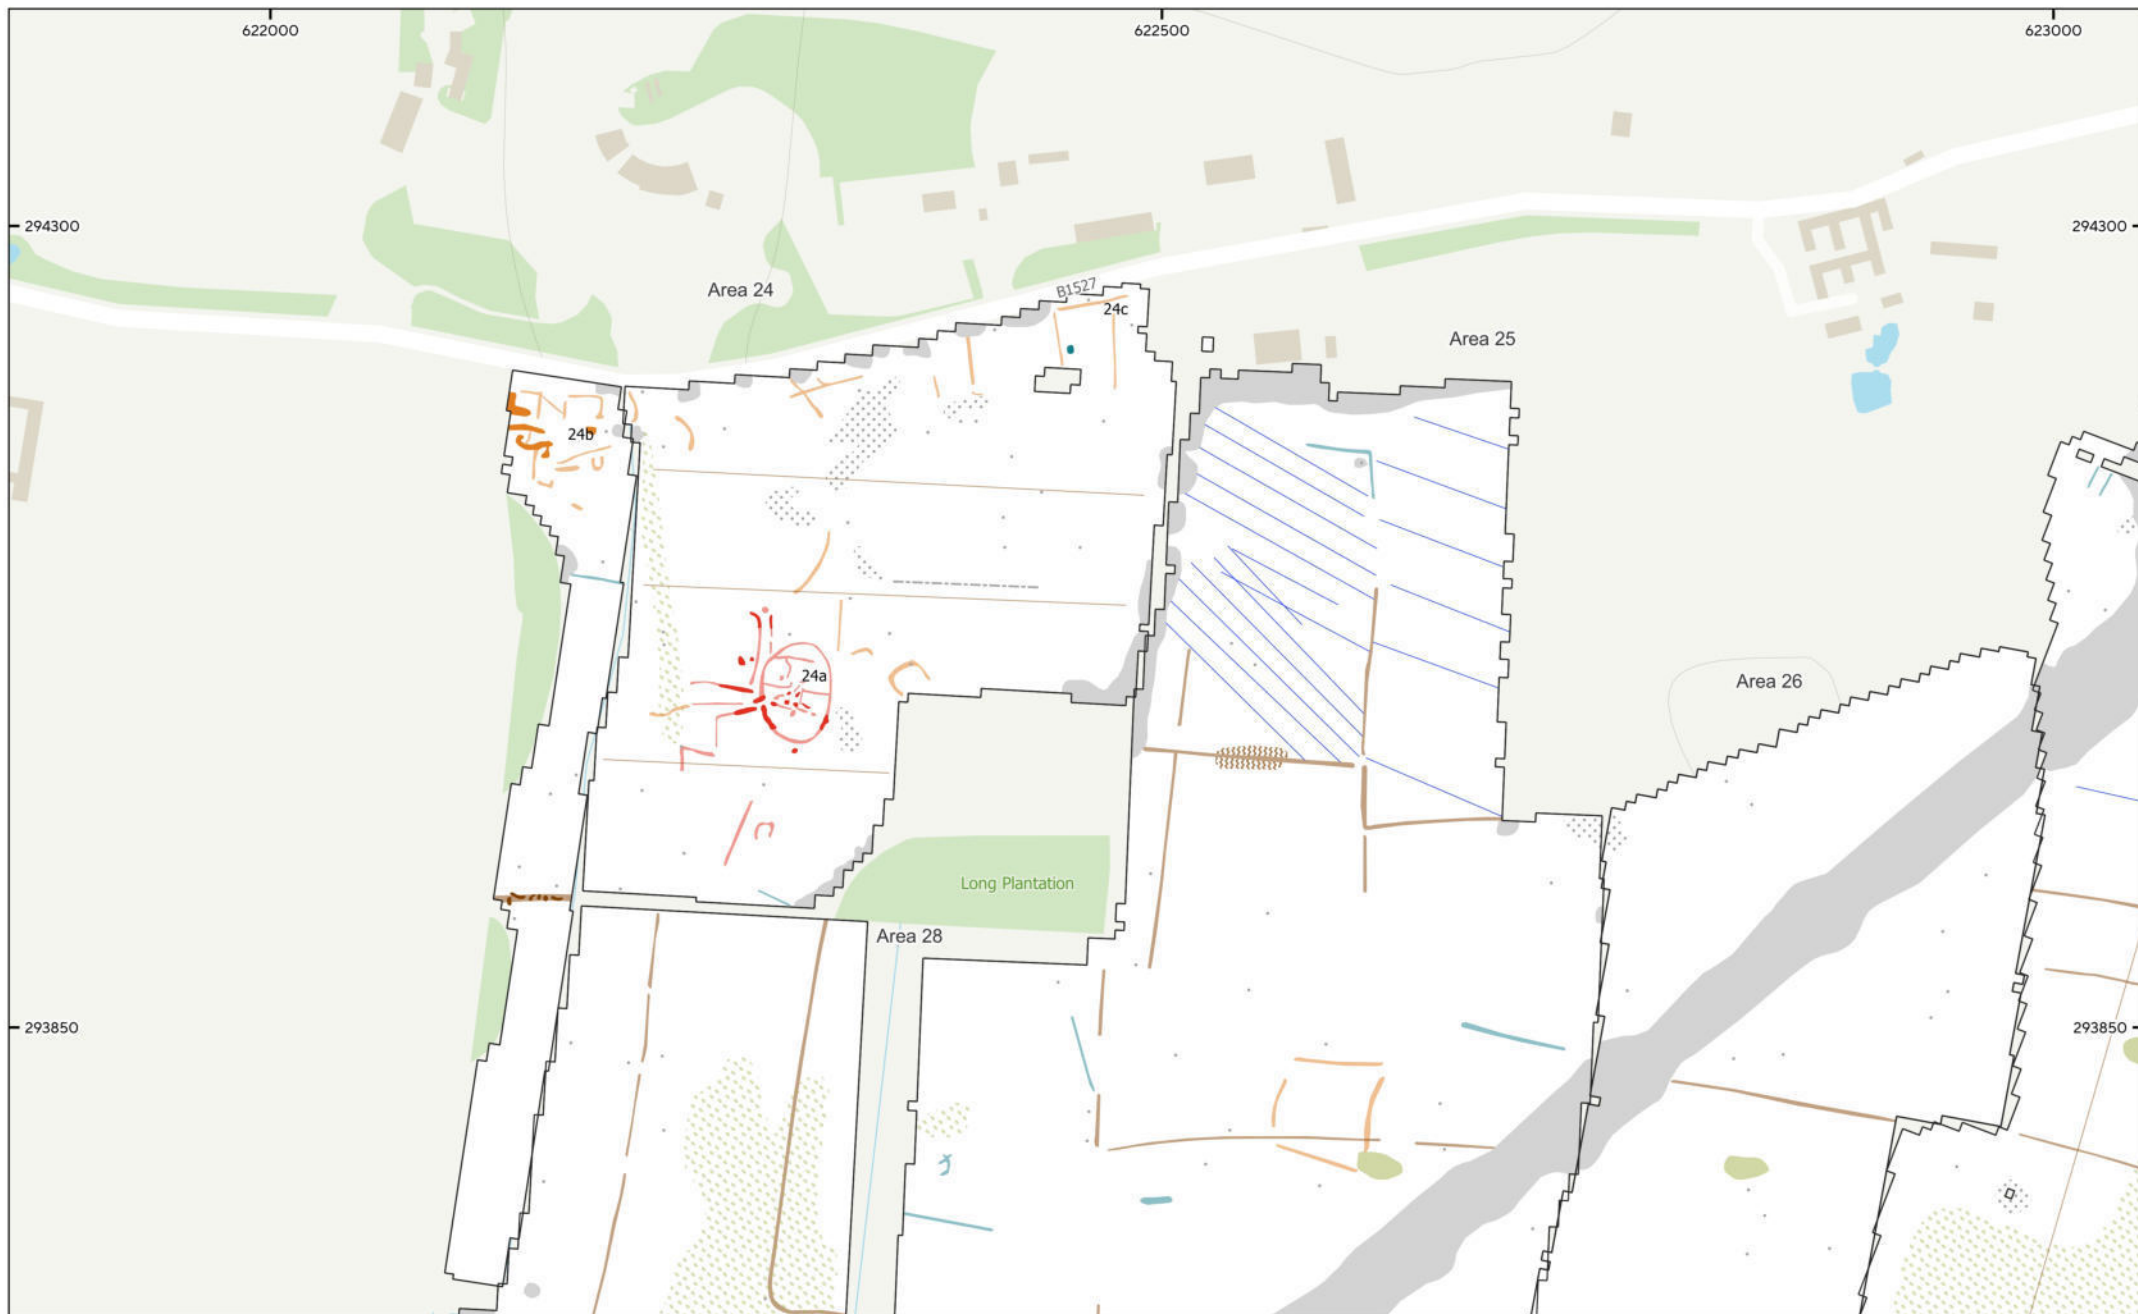 622000
622500
623000
294300
294300
Area 24
B1527
24c
Area 25
24b
24a
Area 26
Long Plantation
Area 28
293850
293850